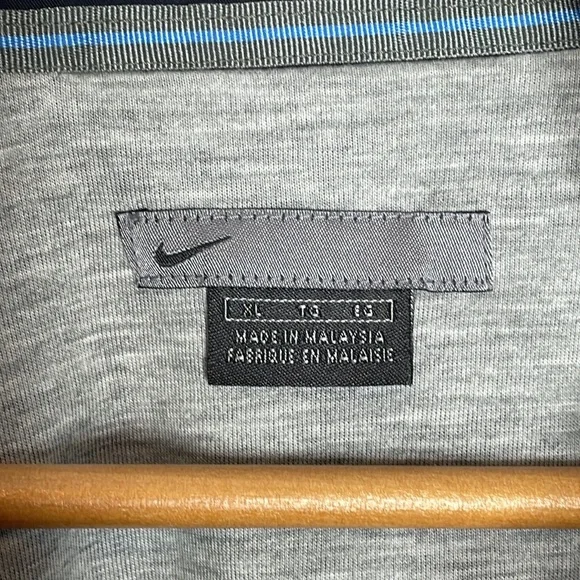 XL TG EG
MADE IN MALAYSIA
FABRIQUE EN MALAISIE